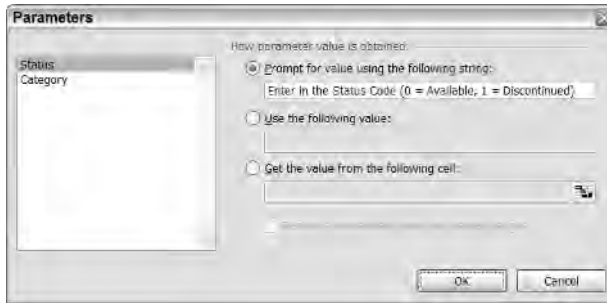 Parameters
How parameter value is obtained:
Status
Category
Prompt for value using the following string:
Enter in the Status Code (0 = Available, 1 = Discontinued)
Use the following value:
Get the value from the following cell:
OK
Cancel